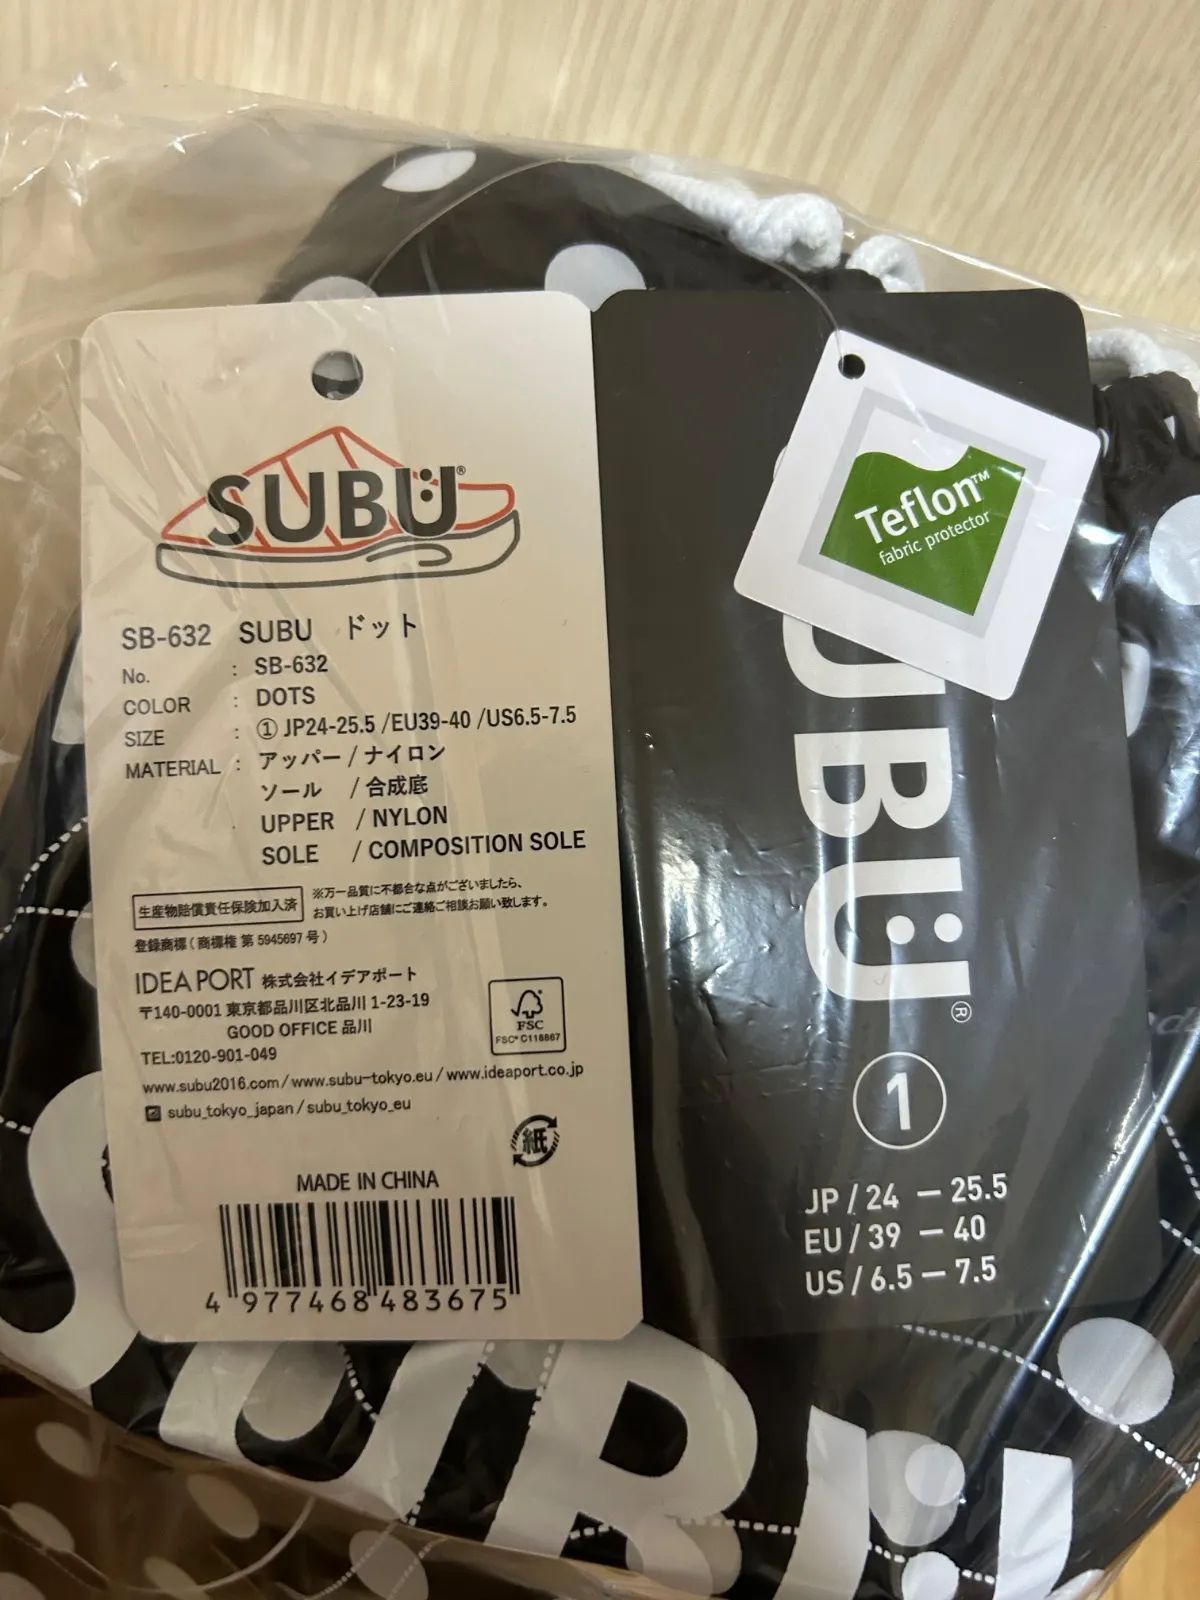 SUBU®
SB-632 SUBU ドット
No. : SB-632
COLOR : DOTS
SIZE : ① JP24-25.5 /EU39-40 /US6.5-7.5
MATERIAL : アッパー / ナイロン
ソール / 合成底
UPPER / NYLON
SOLE / COMPOSITION SOLE
生産物賠償責任保険加入済
※万一品質に不都合な点がございましたら、
お買い上げ店舗にご連絡ご相談お願い致します。
登録商標 ( 商標権 第 5945697 号 )
IDEA PORT 株式会社イデアポート
〒140-0001 東京都品川区北品川 1-23-19
GOOD OFFICE 品川
TEL:0120-901-049
www.subu2016.com / www.subu-tokyo.eu / www.ideaport.co.jp
subu_tokyo_japan / subu_tokyo_eu
FSC
FSC® C118867
紙
MADE IN CHINA
4 977468 483675
Teflon™
fabric protector
UBU®
1
JP / 24 – 25.5
EU / 39 – 40
US / 6.5 – 7.5
SUBU